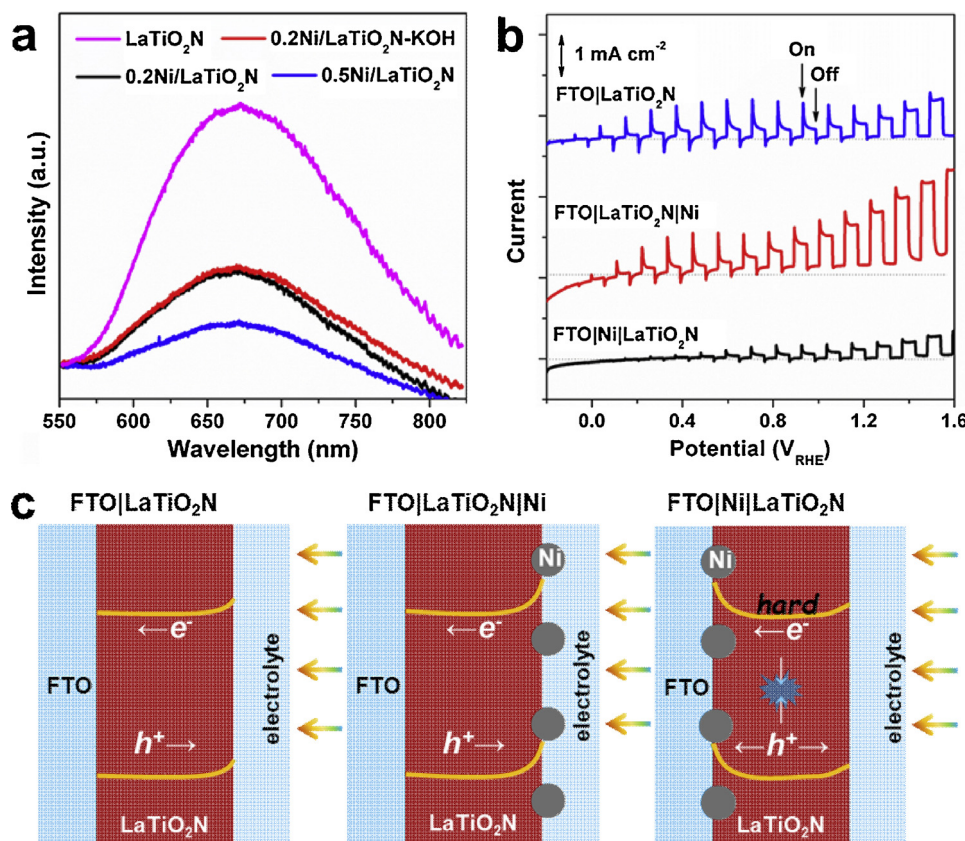 a
LaTiO₂N
0.2Ni/LaTiO₂N-KOH
0.2Ni/LaTiO₂N
0.5Ni/LaTiO₂N
Intensity (a.u.)
550 600 650 700 750 800
Wavelength (nm)
b
1 mA cm⁻²
On
Off
FTO|LaTiO₂N
FTO|LaTiO₂N|Ni
FTO|Ni|LaTiO₂N
Current
0.0 0.4 0.8 1.2 1.6
Potential (V_RHE)
c
FTO|LaTiO₂N
FTO
←e⁻
h⁺→
LaTiO₂N
electrolyte
FTO|LaTiO₂N|Ni
Ni
←e⁻
h⁺→
LaTiO₂N
electrolyte
FTO|Ni|LaTiO₂N
Ni
hard
←e⁻
FTO
←h⁺→
LaTiO₂N
electrolyte